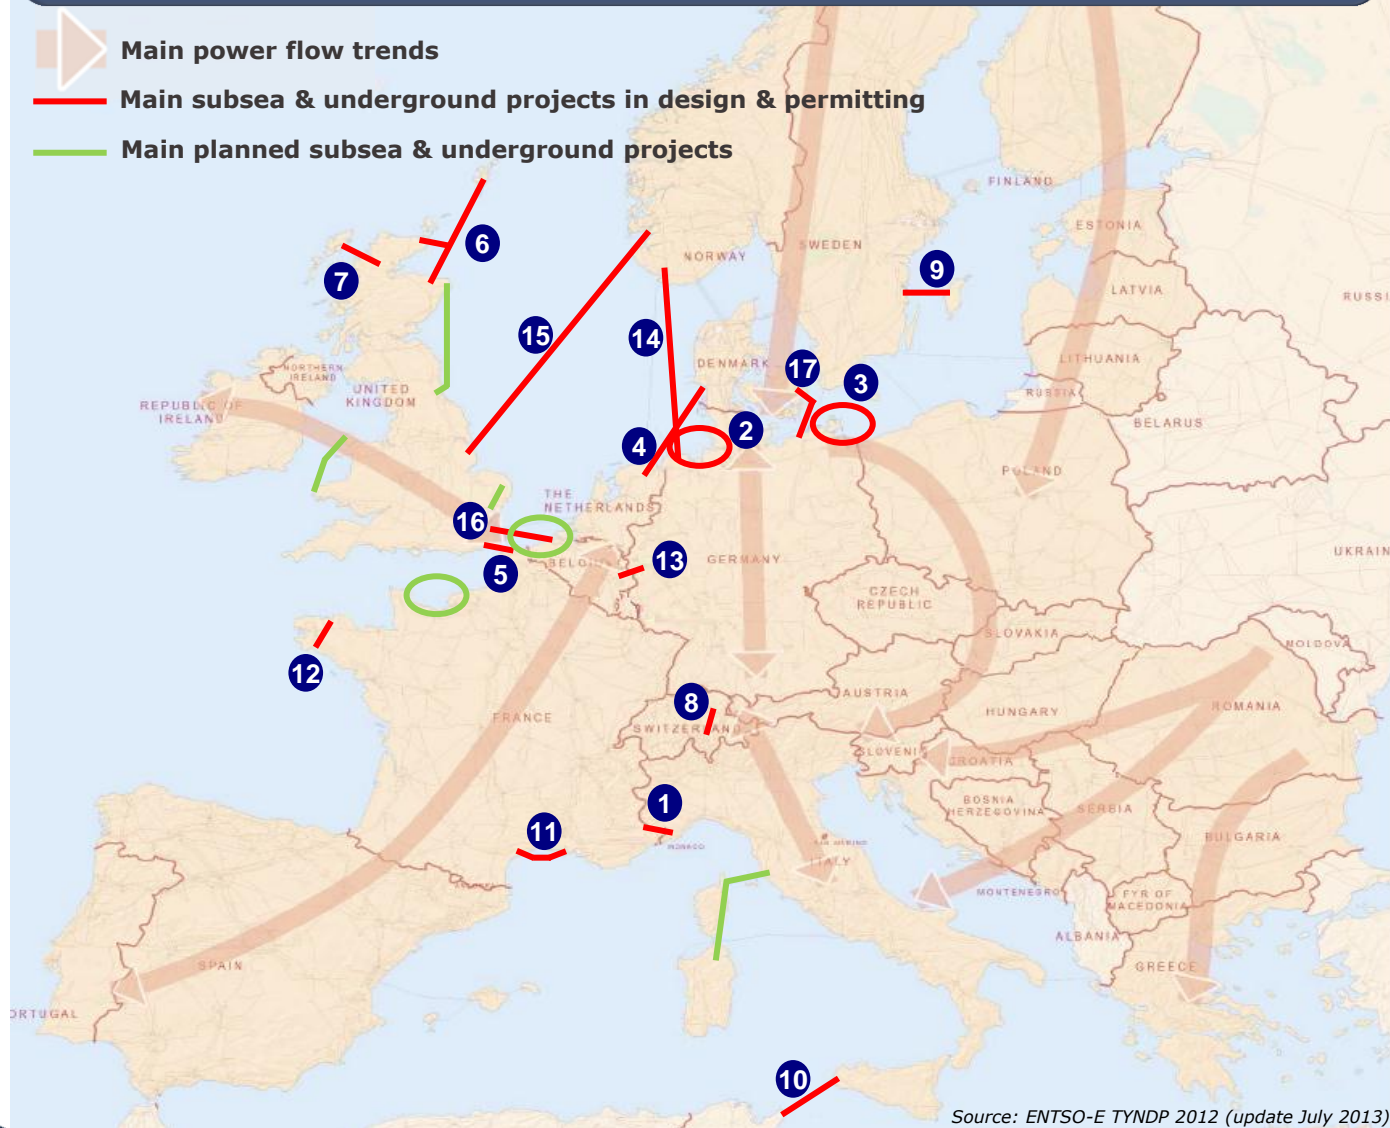 Main power flow trends
Main subsea & underground projects in design & permitting
Main planned subsea & underground projects
FINLAND
ESTONIA
6
SWEDEN
NORWAY
9
7
LATVIA
RUSSI
15
14
DENMARK
17
LITHUANIA
NORTHERN
IRELAND
3
UNITED
KINGDOM
RUSSIA
REPUBLIC OF
IRELAND
BELARUS
4
2
POLAND
THE
NETHERLANDS
16
UKRAIN
5
BELGIUM
13
GERMANY
CZECH
REPUBLIC
SLOVAKIA
MOLDOVA
12
8
AUSTRIA
FRANCE
HUNGARY
ROMANIA
SWITZERLAND
SLOVENI
CROATIA
1
BOSNIA
HERZEGOVINA
SERBIA
11
MONACO
SAN MARINO
BULGARIA
ITALY
MONTENEGRO
FYR OF
MACEDONIA
ALBANIA
SPAIN
GREECE
ORTUGAL
10
Source: ENTSO-E TYNDP 2012 (update July 2013)